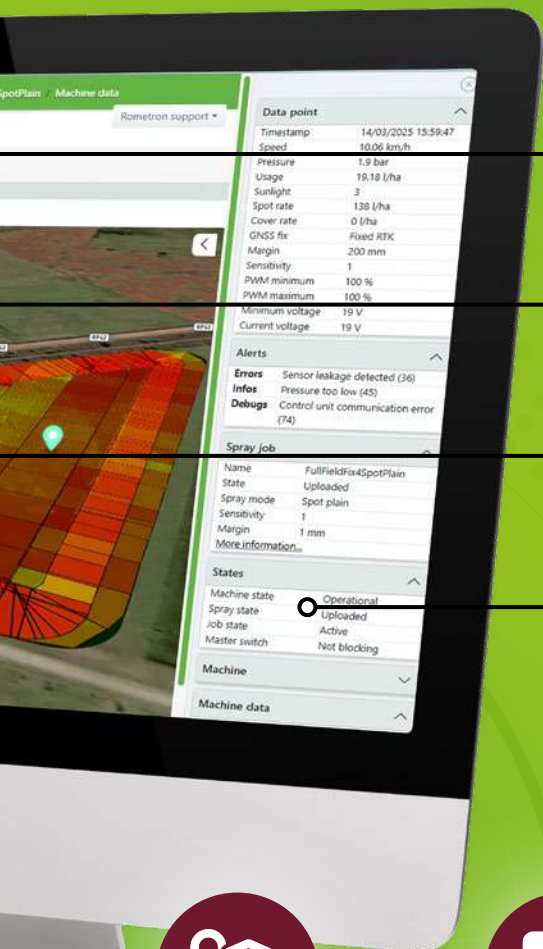 SpotPlain / Machine data
Rometron support
Data point
Timestamp 14/03/2025 15:59:47
Speed 10.06 km/h
Pressure 1.9 bar
Usage 19.18 l/ha
Sunlight 3
Spot rate 138 l/ha
Cover rate 0 l/ha
GNSS fix Fixed RTK
Margin 200 mm
Sensitivity 1
PWM minimum 100 %
PWM maximum 100 %
Minimum voltage 19 V
Current voltage 19 V
Alerts
Errors Sensor leakage detected (36)
Infos Pressure too low (45)
Debugs Control unit communication error
(74)
Spray job
Name FullFieldFix4SpotPlain
State Uploaded
Spray mode Spot plain
Sensitivity 1
Margin 1 mm
More information...
States
Machine state Operational
Spray state Uploaded
Job state Active
Master switch Not blocking
Machine
Machine data